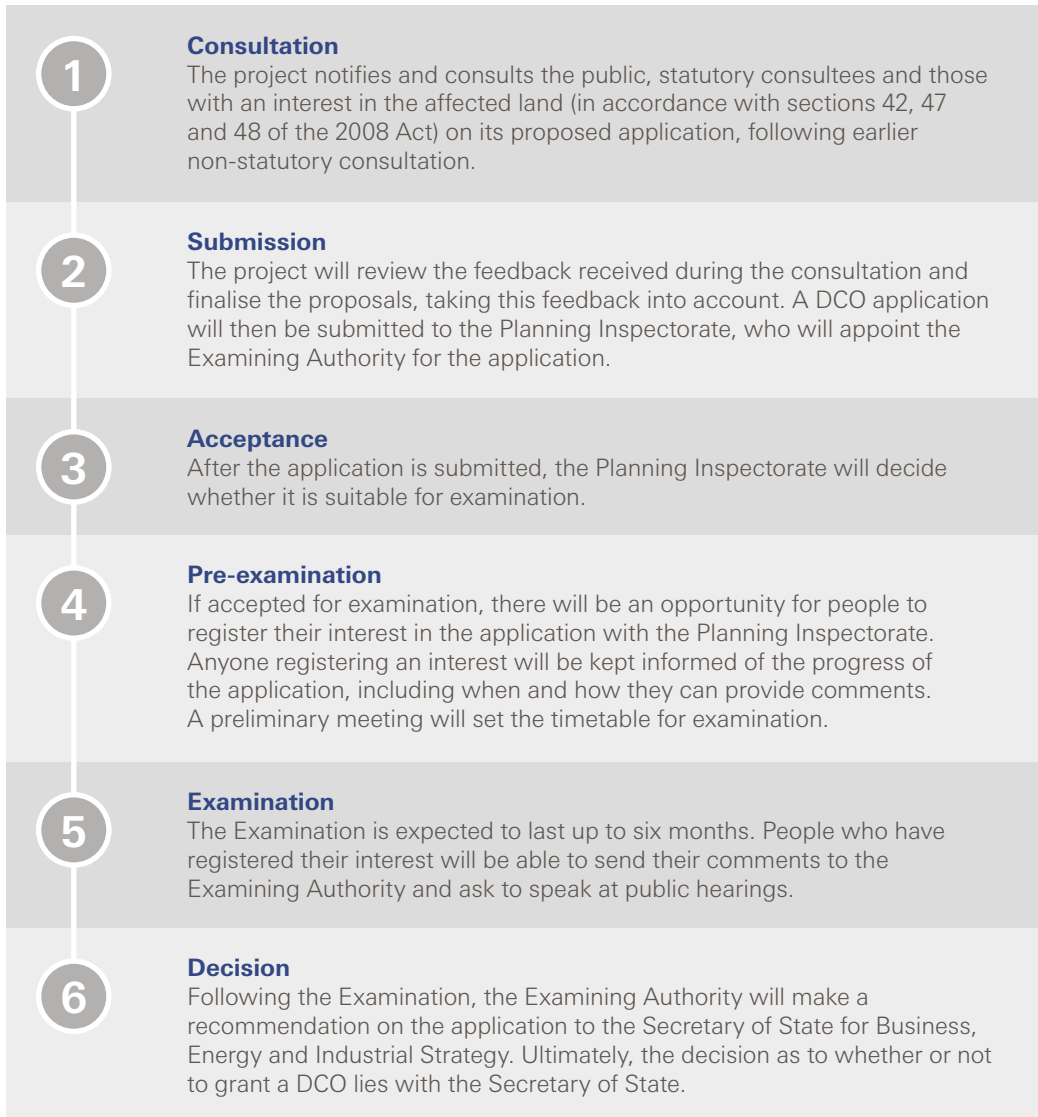 1
Consultation
The project notifies and consults the public, statutory consultees and those
with an interest in the affected land (in accordance with sections 42, 47
and 48 of the 2008 Act) on its proposed application, following earlier
non-statutory consultation.
2
Submission
The project will review the feedback received during the consultation and
finalise the proposals, taking this feedback into account. A DCO application
will then be submitted to the Planning Inspectorate, who will appoint the
Examining Authority for the application.
3
Acceptance
After the application is submitted, the Planning Inspectorate will decide
whether it is suitable for examination.
4
Pre-examination
If accepted for examination, there will be an opportunity for people to
register their interest in the application with the Planning Inspectorate.
Anyone registering an interest will be kept informed of the progress of
the application, including when and how they can provide comments.
A preliminary meeting will set the timetable for examination.
5
Examination
The Examination is expected to last up to six months. People who have
registered their interest will be able to send their comments to the
Examining Authority and ask to speak at public hearings.
6
Decision
Following the Examination, the Examining Authority will make a
recommendation on the application to the Secretary of State for Business,
Energy and Industrial Strategy. Ultimately, the decision as to whether or not
to grant a DCO lies with the Secretary of State.